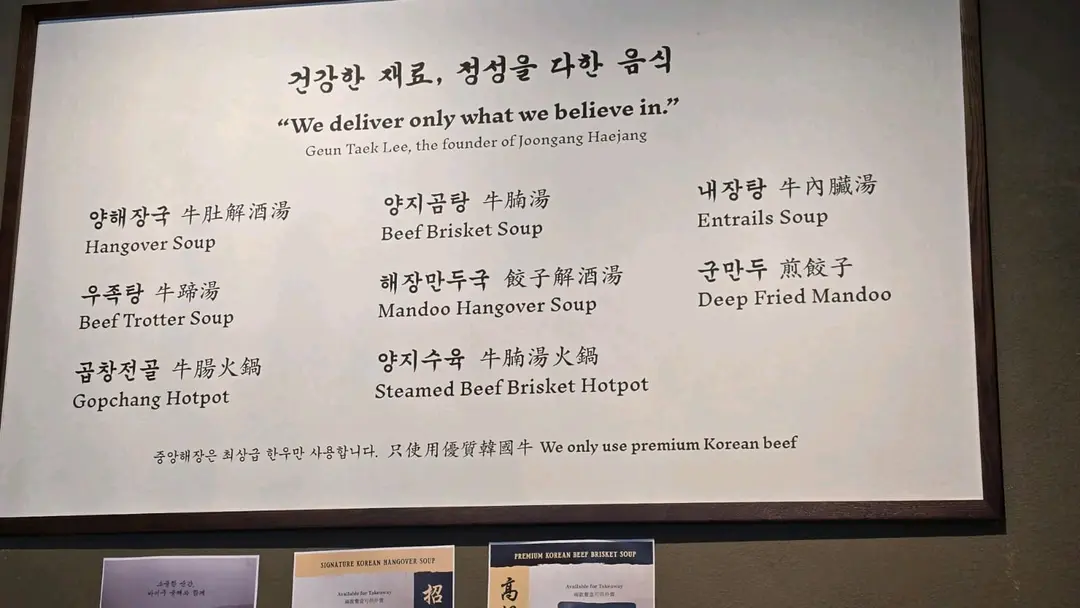 건강한 재료, 정성을 다한 음식
“We deliver only what we believe in.”
Geun Taek Lee, the founder of Joongang Haejang
양해장국 牛肚解酒湯
Hangover Soup
양지곰탕 牛腩湯
Beef Brisket Soup
내장탕 牛內臟湯
Entrails Soup
우족탕 牛蹄湯
Beef Trotter Soup
해장만두국 餃子解酒湯
Mandoo Hangover Soup
군만두 煎餃子
Deep Fried Mandoo
곱창전골 牛腸火鍋
Gopchang Hotpot
양지수육 牛腩湯火鍋
Steamed Beef Brisket Hotpot
중앙해장은 최상급 한우만 사용합니다. 只使用優質韓國牛 We only use premium Korean beef
SIGNATURE KOREAN HANGOVER SOUP
Available for Takeaway
招
PREMIUM KOREAN BEEF BRISKET SOUP
Available for Takeaway
高